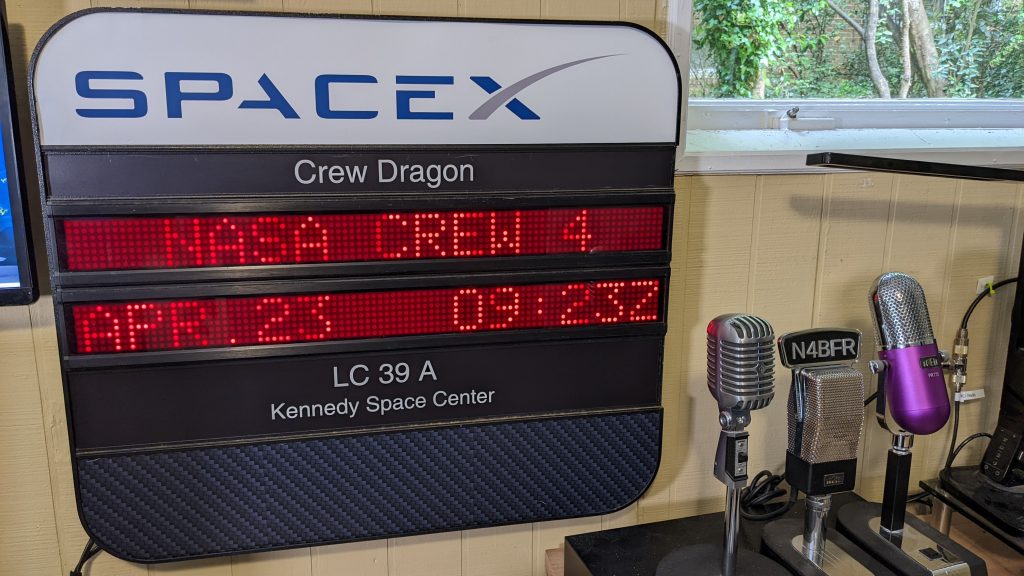 SPACEX
Crew Dragon
NASA CREW 4
APR.23 09:23Z
LC 39 A
Kennedy Space Center
N4BFR